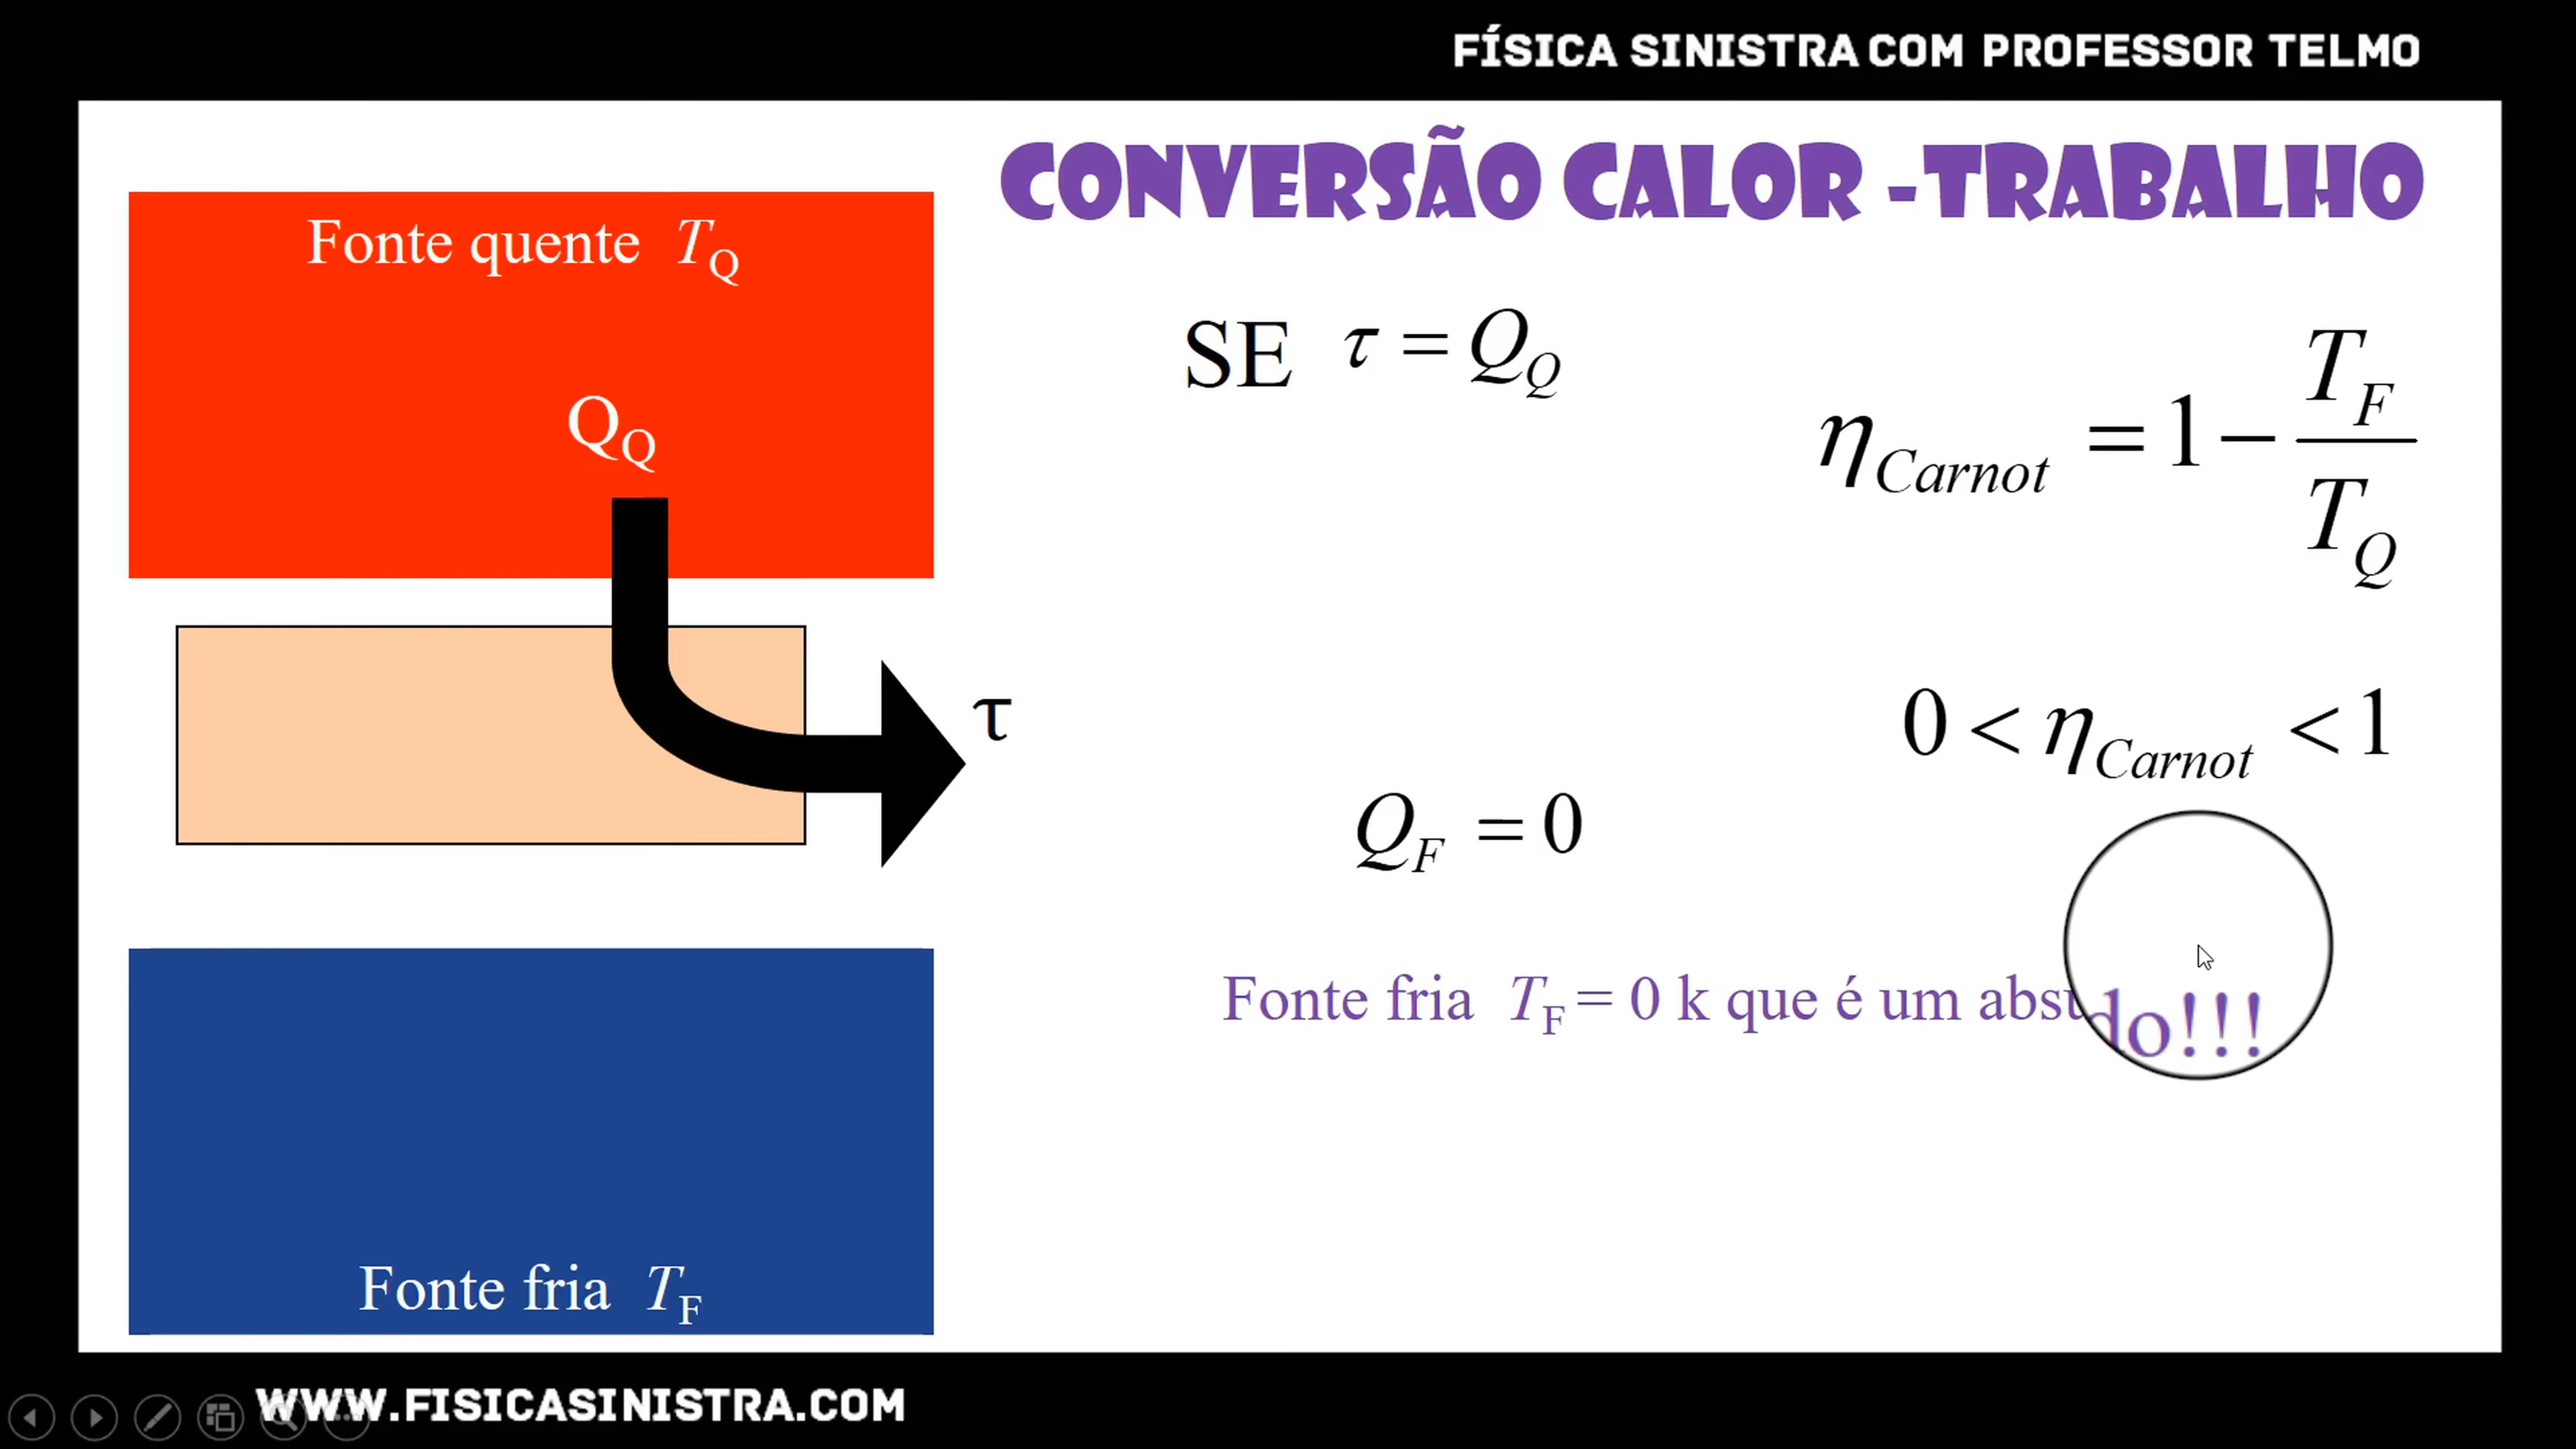 FÍSICA SINISTRA COM PROFESSOR TELMO
CONVERSÃO CALOR -TRABALHO
Fonte quente T_Q
Q_Q
τ
Fonte fria T_F
SE τ = Q_Q
η_Carnot = 1 − T_F / T_Q
0 < η_Carnot < 1
Q_F = 0
Fonte fria T_F = 0 k que é um do!!!
WWW.FISICASINISTRA.COM